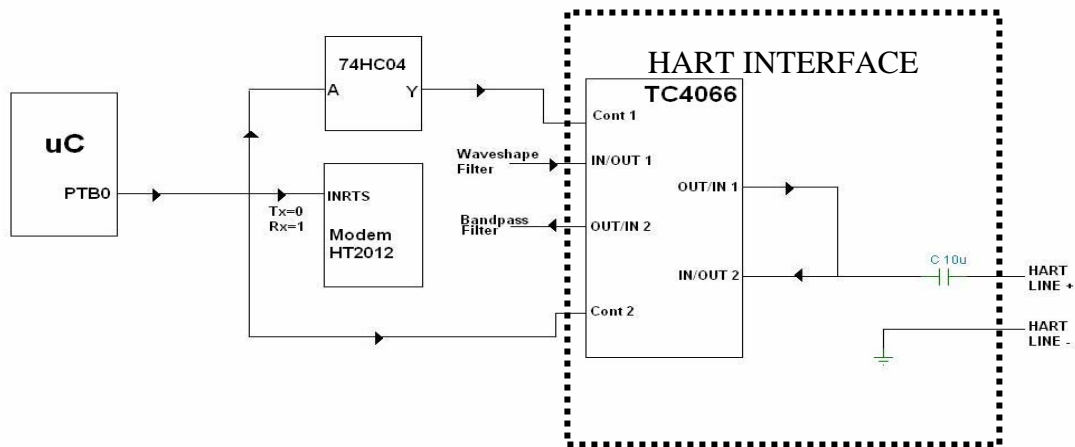 HART INTERFACE
74HC04
A
Y
TC4066
Cont 1
uC
PTB0
Waveshape
Filter
IN/OUT 1
OUT/IN 1
INRTS
Tx=0
Rx=1
Modem
HT2012
Bandpass
Filter
OUT/IN 2
IN/OUT 2
C 10u
HART
LINE +
Cont 2
HART
LINE -